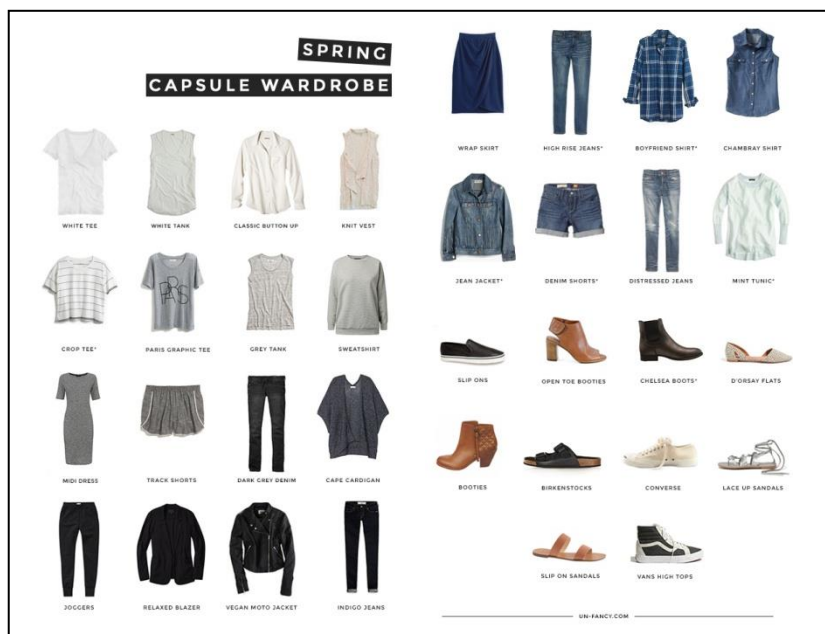 SPRING
CAPSULE WARDROBE
WHITE TEE
WHITE TANK
CLASSIC BUTTON UP
KNIT VEST
CROP TEE*
PARIS GRAPHIC TEE
GREY TANK
SWEATSHIRT
MIDI DRESS
TRACK SHORTS
DARK GREY DENIM
CAPE CARDIGAN
JOGGERS
RELAXED BLAZER
VEGAN MOTO JACKET
INDIGO JEANS
WRAP SKIRT
HIGH RISE JEANS*
BOYFRIEND SHIRT*
CHAMBRAY SHIRT
JEAN JACKET*
DENIM SHORTS*
DISTRESSED JEANS
MINT TUNIC*
SLIP ONS
OPEN TOE BOOTIES
CHELSEA BOOTS*
D'ORSAY FLATS
BOOTIES
BIRKENSTOCKS
CONVERSE
LACE UP SANDALS
SLIP ON SANDALS
VANS HIGH TOPS
UN-FANCY.COM